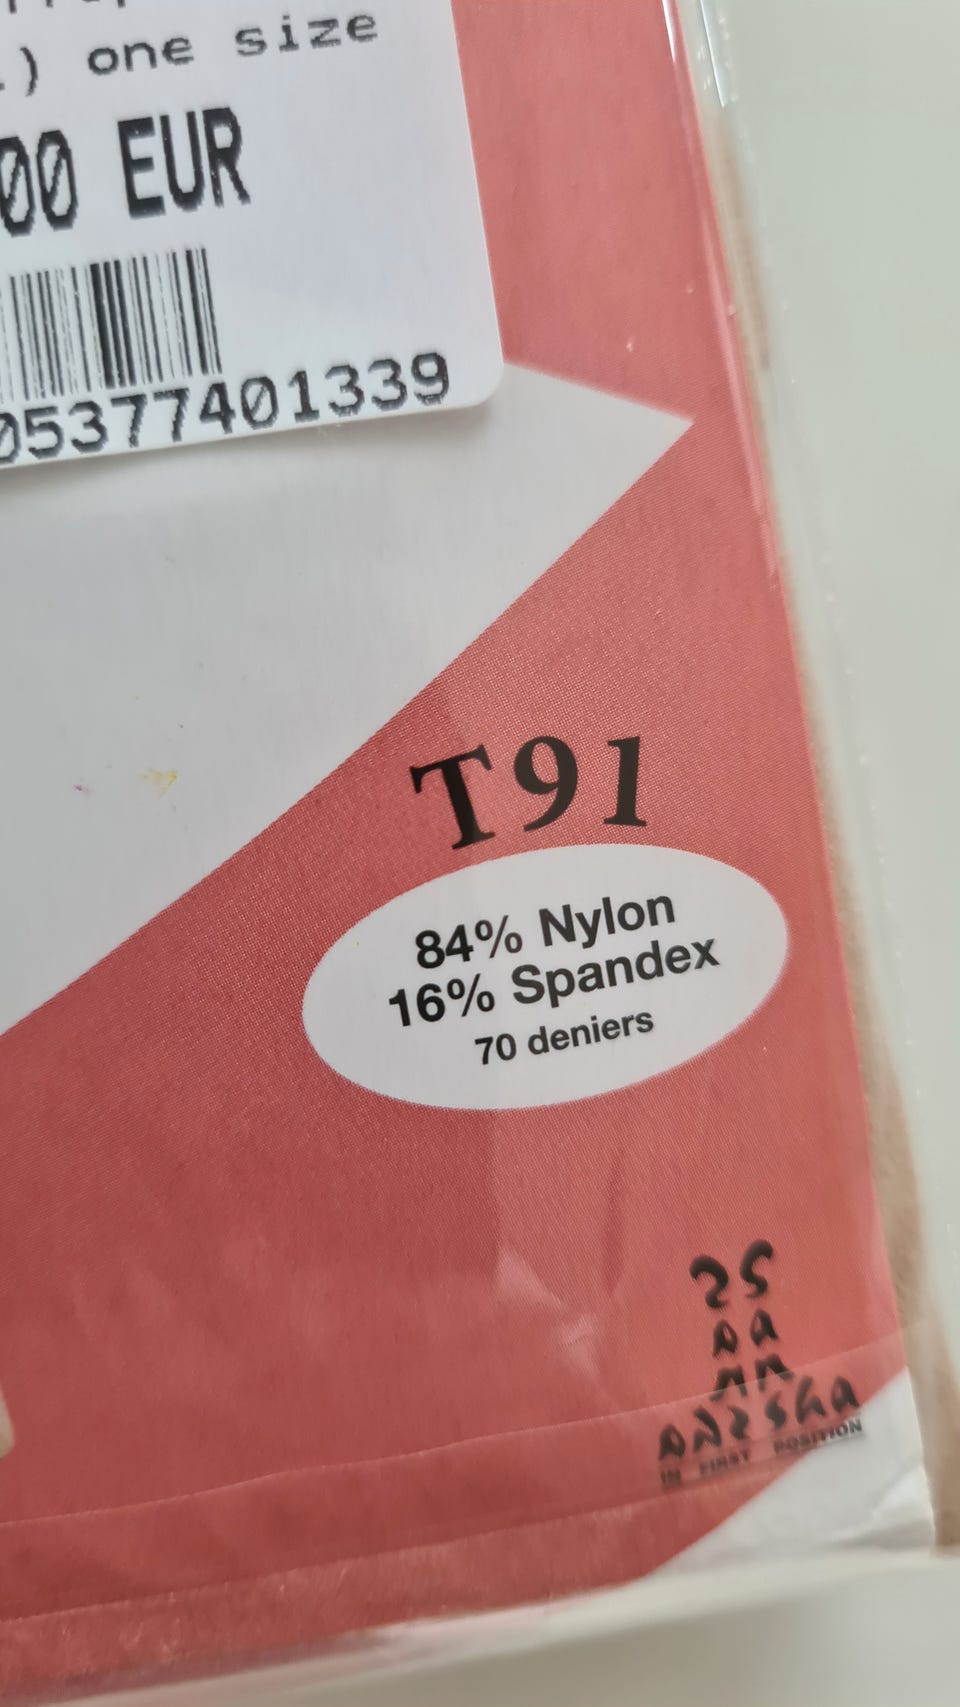 ) one size
00 EUR
05377401339
T91
84% Nylon
16% Spandex
70 deniers
IN FIRST POSITION